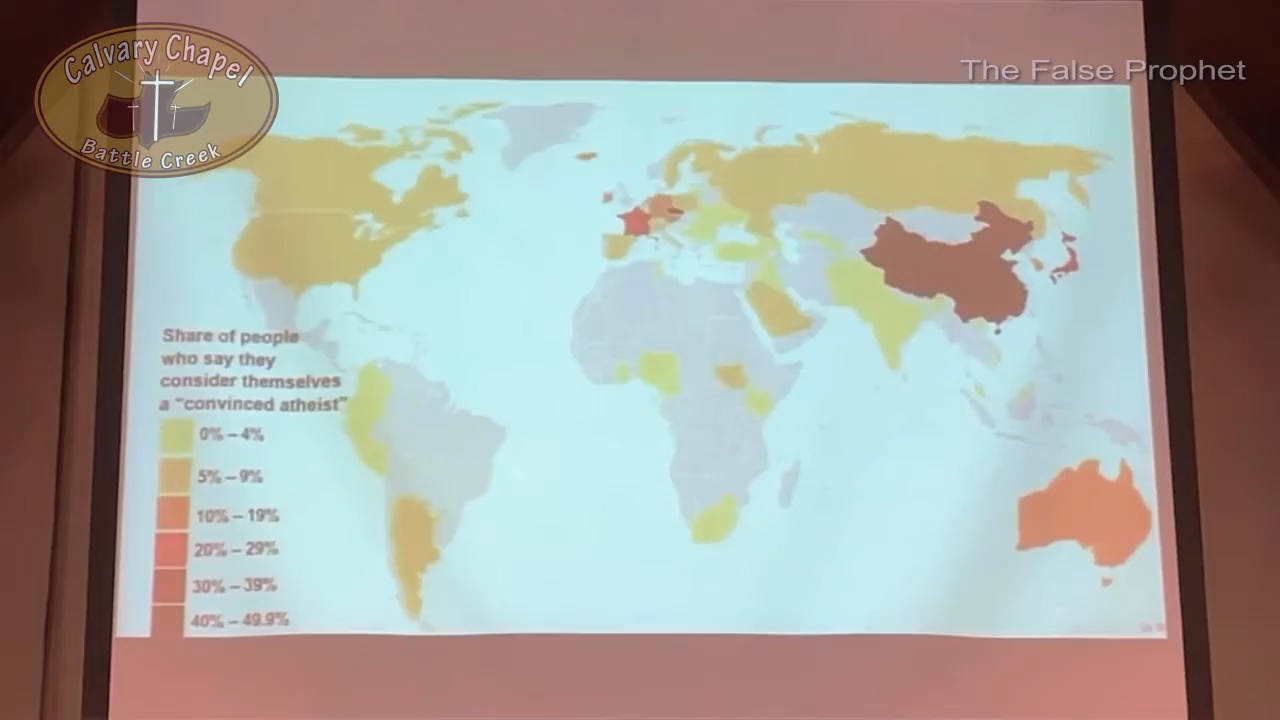 Calvary Chapel
Battle Creek
The False Prophet
Share of people
who say they
consider themselves
a “convinced atheist”
0% – 4%
5% – 9%
10% – 19%
20% – 29%
30% – 39%
40% – 49.9%